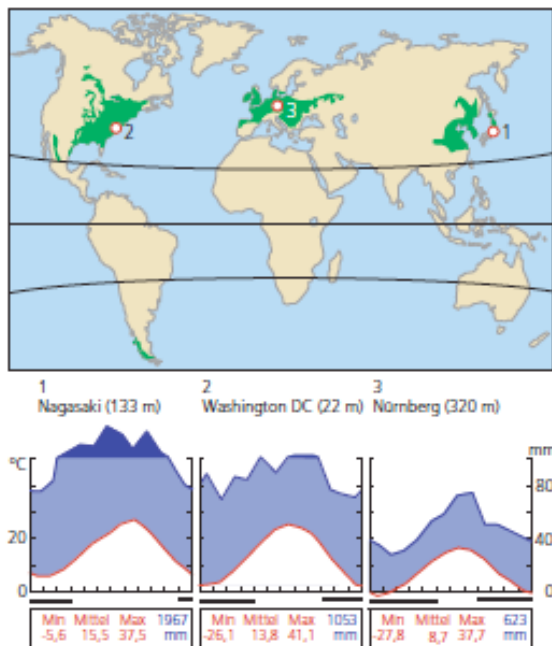 1
2
3
1 2 3
Nagasaki (133 m) Washington DC (22 m) Nürnberg (320 m)
°C mm
80
20 40
0 0
Min Mittel Max 1967 Min Mittel Max 1053 Min Mittel Max 623
-5,6 15,5 37,5 mm -26,1 13,8 41,1 mm -27,8 8,7 37,7 mm